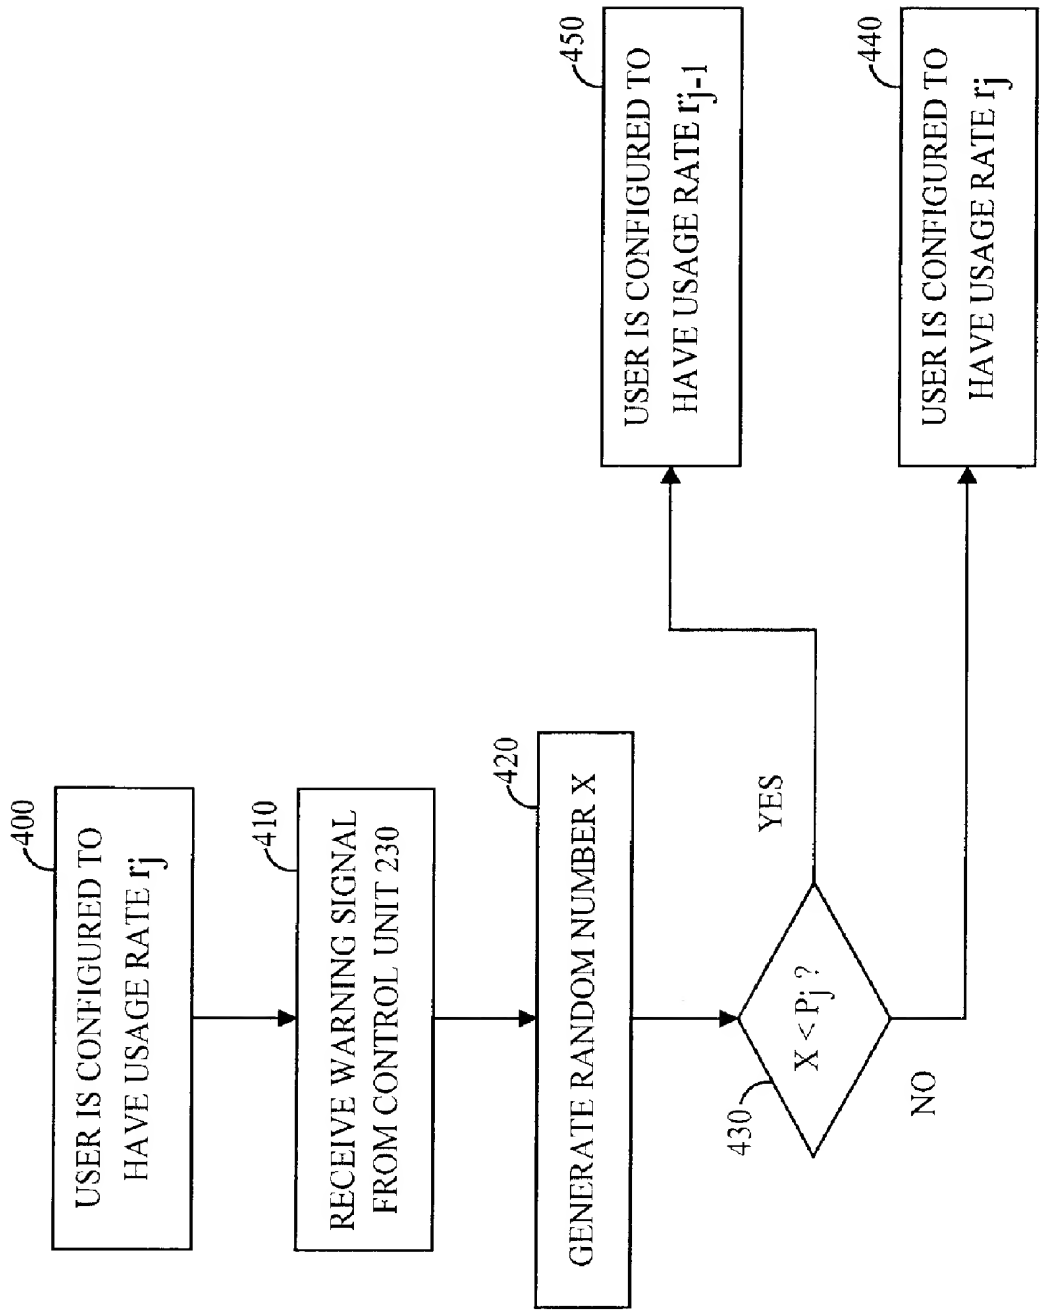 400
USER IS CONFIGURED TO
HAVE USAGE RATE rj
410
RECEIVE WARNING SIGNAL
FROM CONTROL UNIT 230
420
GENERATE RANDOM NUMBER X
430
X < Pj ?
YES
NO
450
USER IS CONFIGURED TO
HAVE USAGE RATE rj-1
440
USER IS CONFIGURED TO
HAVE USAGE RATE rj